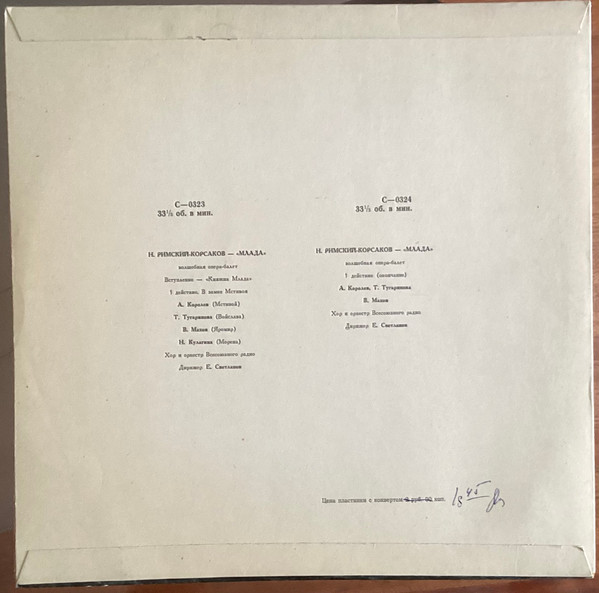 С—0323
33⅓ об. в мин.
Н. РИМСКИЙ-КОРСАКОВ — «МЛАДА»
волшебная опера-балет
Вступление — «Княжна Млада»
1 действие. В замке Мстивоя
А. Королев (Мстивой)
Т. Тугаринова (Войслава)
В. Махов (Яромир)
Н. Кулагина (Морена)
Хор и оркестр Всесоюзного радио
Дирижер Е. Светланов
С—0324
33⅓ об. в мин.
Н. РИМСКИЙ-КОРСАКОВ — «МЛАДА»
волшебная опера-балет
1 действие (окончание)
А. Королев, Т. Тугаринова
В. Махов
Хор и оркестр Всесоюзного радио
Дирижер Е. Светланов
Цена пластинки с конвертом руб. коп.